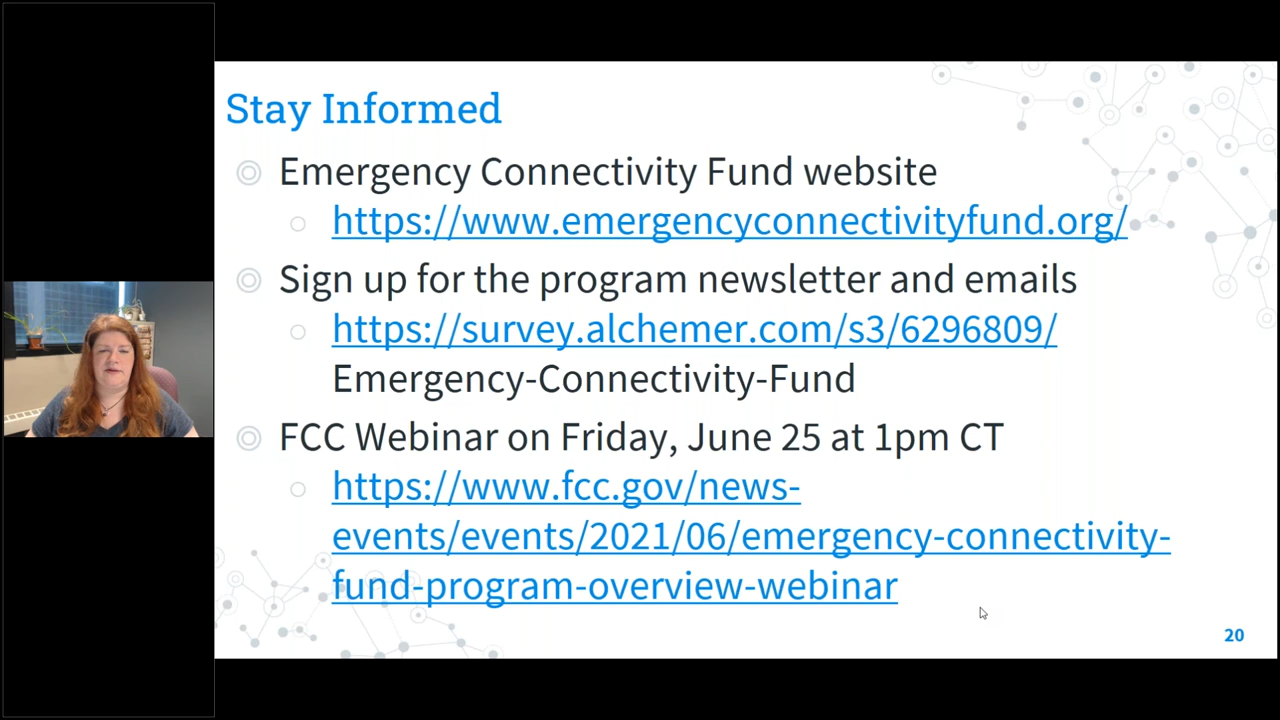 Stay Informed
Emergency Connectivity Fund website
https://www.emergencyconnectivityfund.org/
Sign up for the program newsletter and emails
https://survey.alchemer.com/s3/6296809/
Emergency-Connectivity-Fund
FCC Webinar on Friday, June 25 at 1pm CT
https://www.fcc.gov/news-
events/events/2021/06/emergency-connectivity-
fund-program-overview-webinar
20